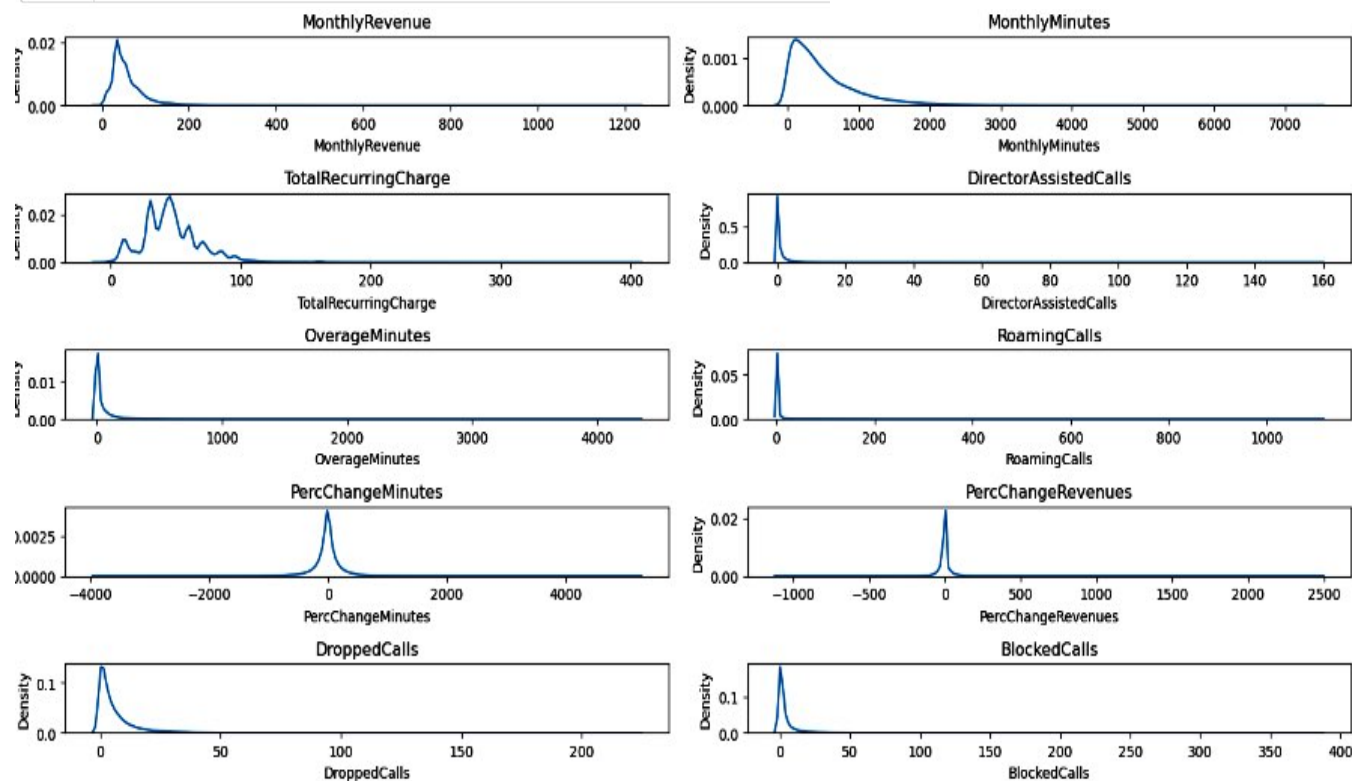 MonthlyRevenue
Density
0.02
0.00
0 200 400 600 800 1000 1200
MonthlyRevenue
MonthlyMinutes
Density
0.001
0.000
0 1000 2000 3000 4000 5000 6000 7000
MonthlyMinutes
TotalRecurringCharge
Density
0.02
0.00
0 100 200 300 400
TotalRecurringCharge
DirectorAssistedCalls
Density
0.5
0.0
0 20 40 60 80 100 120 140 160
DirectorAssistedCalls
OverageMinutes
0.01
0.00
0 1000 2000 3000 4000
OverageMinutes
RoamingCalls
Density
0.05
0.00
0 200 400 600 800 1000
RoamingCalls
PercChangeMinutes
0.0025
0.0000
−4000 −2000 0 2000 4000
PercChangeMinutes
PercChangeRevenues
Density
0.02
0.00
−1000 −500 0 500 1000 1500 2000 2500
PercChangeRevenues
DroppedCalls
Density
0.1
0.0
0 50 100 150 200
DroppedCalls
BlockedCalls
Density
0.1
0.0
0 50 100 150 200 250 300 350 400
BlockedCalls